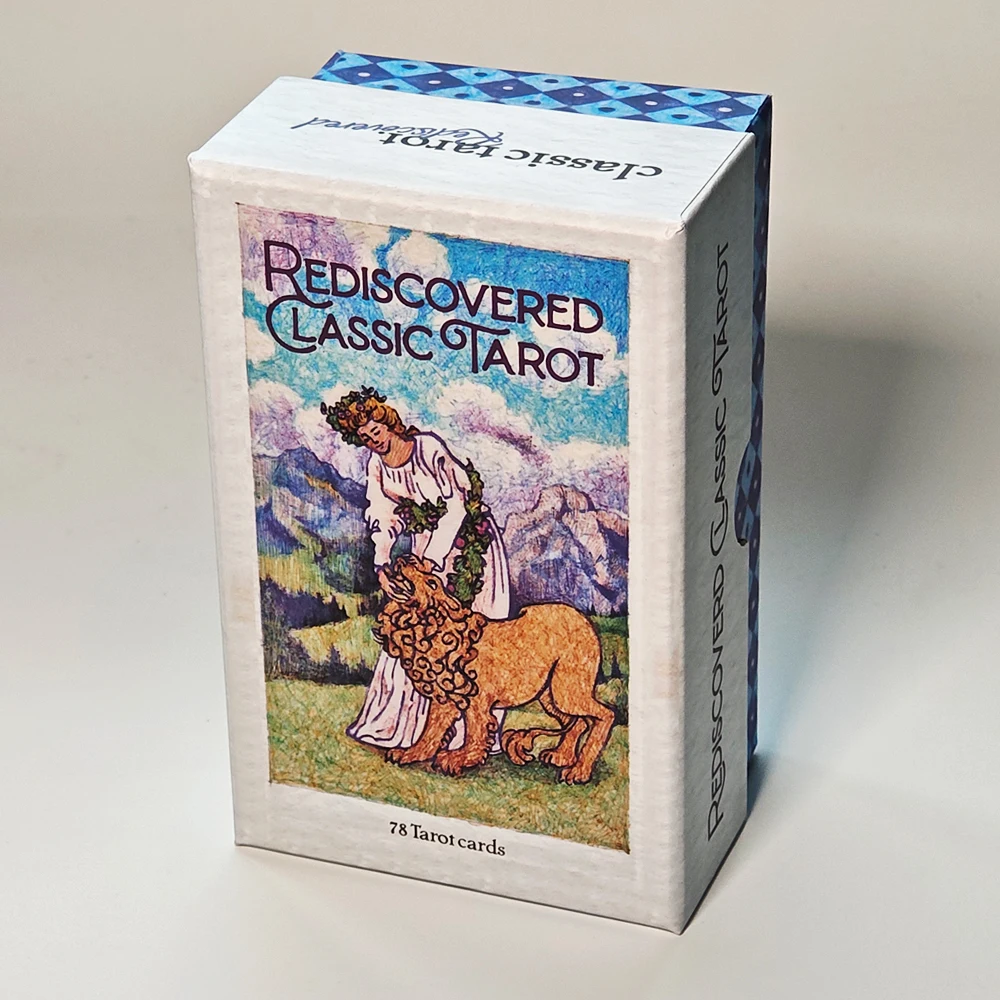 classic tarot
Rediscovered
REDISCOVERED
CLASSIC TAROT
78 Tarot cards
REDISCOVERD CLASSIC TAROT